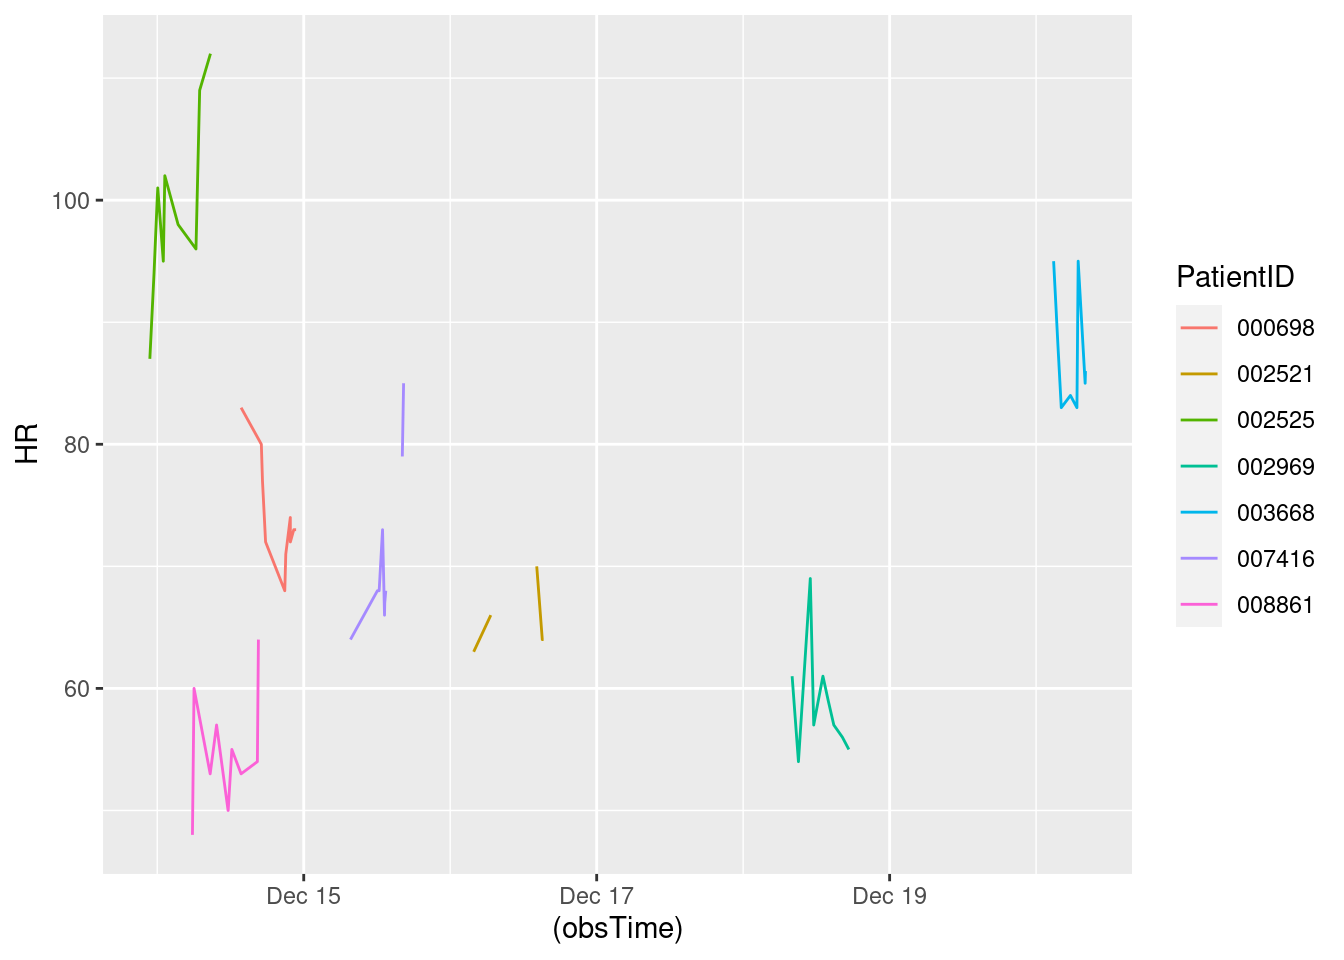 100
80
60
HR
Dec 15
Dec 17
Dec 19
(obsTime)
PatientID
000698
002521
002525
002969
003668
007416
008861